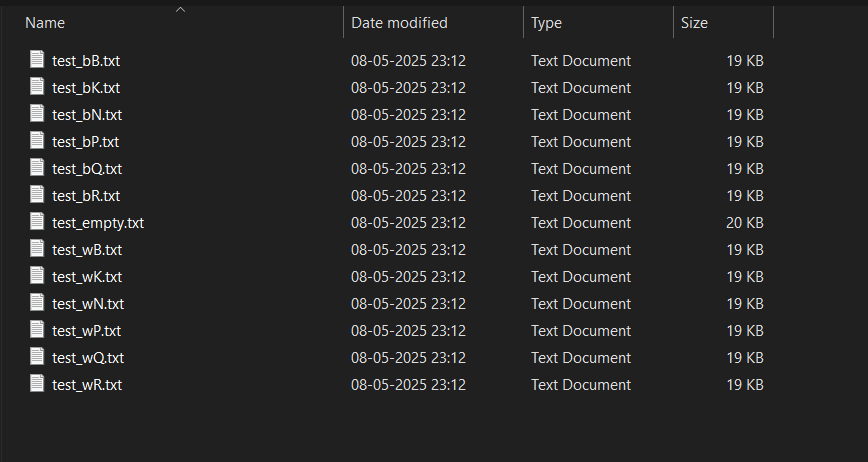 Name Date modified Type Size
test_bB.txt 08-05-2025 23:12 Text Document 19 KB
test_bK.txt 08-05-2025 23:12 Text Document 19 KB
test_bN.txt 08-05-2025 23:12 Text Document 19 KB
test_bP.txt 08-05-2025 23:12 Text Document 19 KB
test_bQ.txt 08-05-2025 23:12 Text Document 19 KB
test_bR.txt 08-05-2025 23:12 Text Document 19 KB
test_empty.txt 08-05-2025 23:12 Text Document 20 KB
test_wB.txt 08-05-2025 23:12 Text Document 19 KB
test_wK.txt 08-05-2025 23:12 Text Document 19 KB
test_wN.txt 08-05-2025 23:12 Text Document 19 KB
test_wP.txt 08-05-2025 23:12 Text Document 19 KB
test_wQ.txt 08-05-2025 23:12 Text Document 19 KB
test_wR.txt 08-05-2025 23:12 Text Document 19 KB